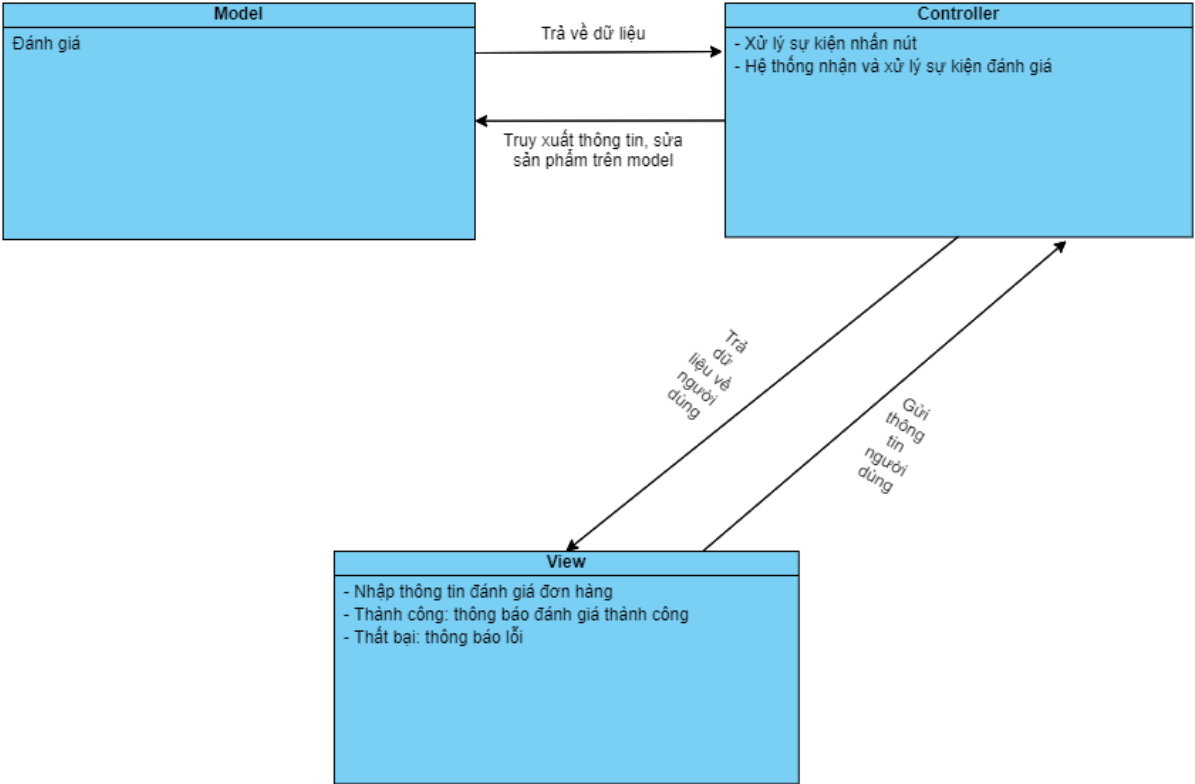 Model
Đánh giá
Trả về dữ liệu
Truy xuất thông tin, sửa
sản phẩm trên model
Controller
- Xử lý sự kiện nhấn nút
- Hệ thống nhận và xử lý sự kiện đánh giá
Trả
dữ
liệu về
người
dùng
Gửi
thông
tin
người
dùng
View
- Nhập thông tin đánh giá đơn hàng
- Thành công: thông báo đánh giá thành công
- Thất bại: thông báo lỗi